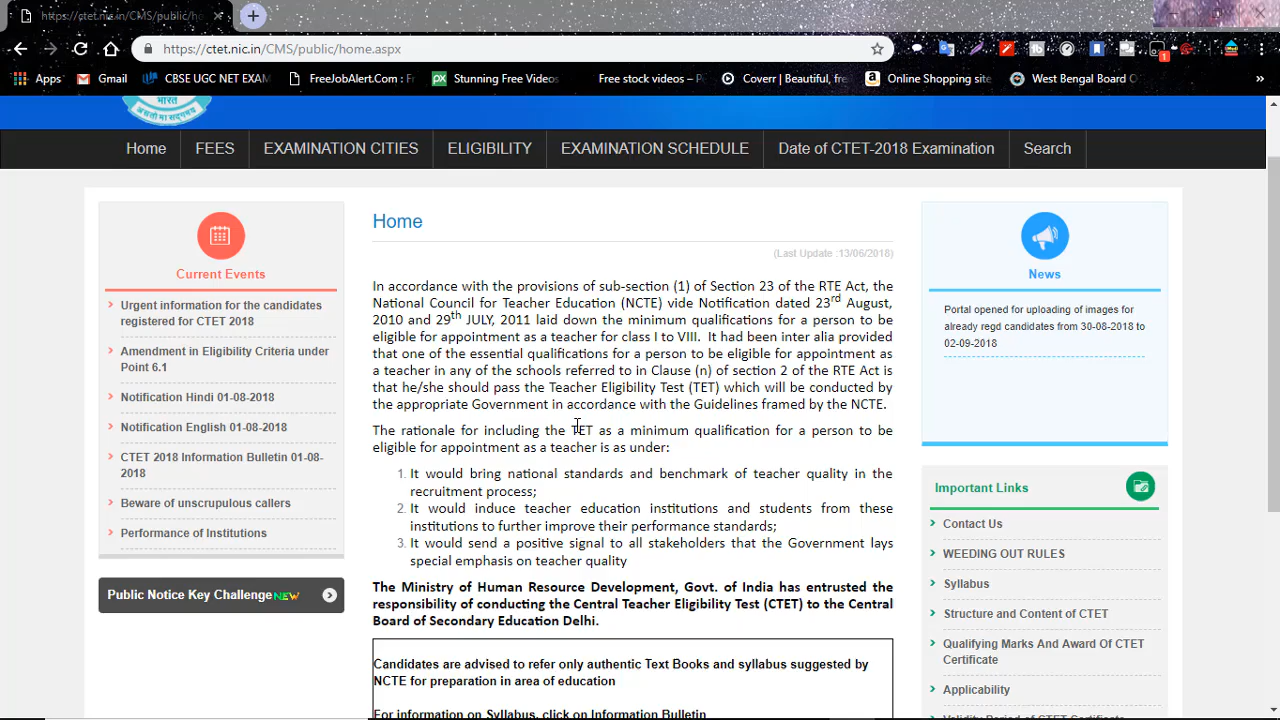 https://ctet.nic.in/CMS/public/ho
https://ctet.nic.in/CMS/public/home.aspx
Apps
Gmail
CBSE UGC NET EXAM
FreeJobAlert.Com : F
Stunning Free Videos
Free stock videos – P
Coverr | Beautiful, fre
Online Shopping site
West Bengal Board C
»
भारत
असतो मा सद्गमय
Home
FEES
EXAMINATION CITIES
ELIGIBILITY
EXAMINATION SCHEDULE
Date of CTET-2018 Examination
Search
Current Events
Urgent information for the candidates
registered for CTET 2018
Amendment in Eligibility Criteria under
Point 6.1
Notification Hindi 01-08-2018
Notification English 01-08-2018
CTET 2018 Information Bulletin 01-08-
2018
Beware of unscrupulous callers
Performance of Institutions
Public Notice Key Challenge NEW
Home
(Last Update :13/06/2018)
In accordance with the provisions of sub-section (1) of Section 23 of the RTE Act, the
National Council for Teacher Education (NCTE) vide Notification dated 23rd August,
2010 and 29th JULY, 2011 laid down the minimum qualifications for a person to be
eligible for appointment as a teacher for class I to VIII. It had been inter alia provided
that one of the essential qualifications for a person to be eligible for appointment as
a teacher in any of the schools referred to in Clause (n) of section 2 of the RTE Act is
that he/she should pass the Teacher Eligibility Test (TET) which will be conducted by
the appropriate Government in accordance with the Guidelines framed by the NCTE.
The rationale for including the TET as a minimum qualification for a person to be
eligible for appointment as a teacher is as under:
1. It would bring national standards and benchmark of teacher quality in the
recruitment process;
2. It would induce teacher education institutions and students from these
institutions to further improve their performance standards;
3. It would send a positive signal to all stakeholders that the Government lays
special emphasis on teacher quality
The Ministry of Human Resource Development, Govt. of India has entrusted the
responsibility of conducting the Central Teacher Eligibility Test (CTET) to the Central
Board of Secondary Education Delhi.
Candidates are advised to refer only authentic Text Books and syllabus suggested by
NCTE for preparation in area of education
For information on Syllabus, click on Information Bulletin
News
Portal opened for uploading of images for
already regd candidates from 30-08-2018 to
02-09-2018
Important Links
Contact Us
WEEDING OUT RULES
Syllabus
Structure and Content of CTET
Qualifying Marks And Award Of CTET
Certificate
Applicability
Validity Period of CTET Certificate